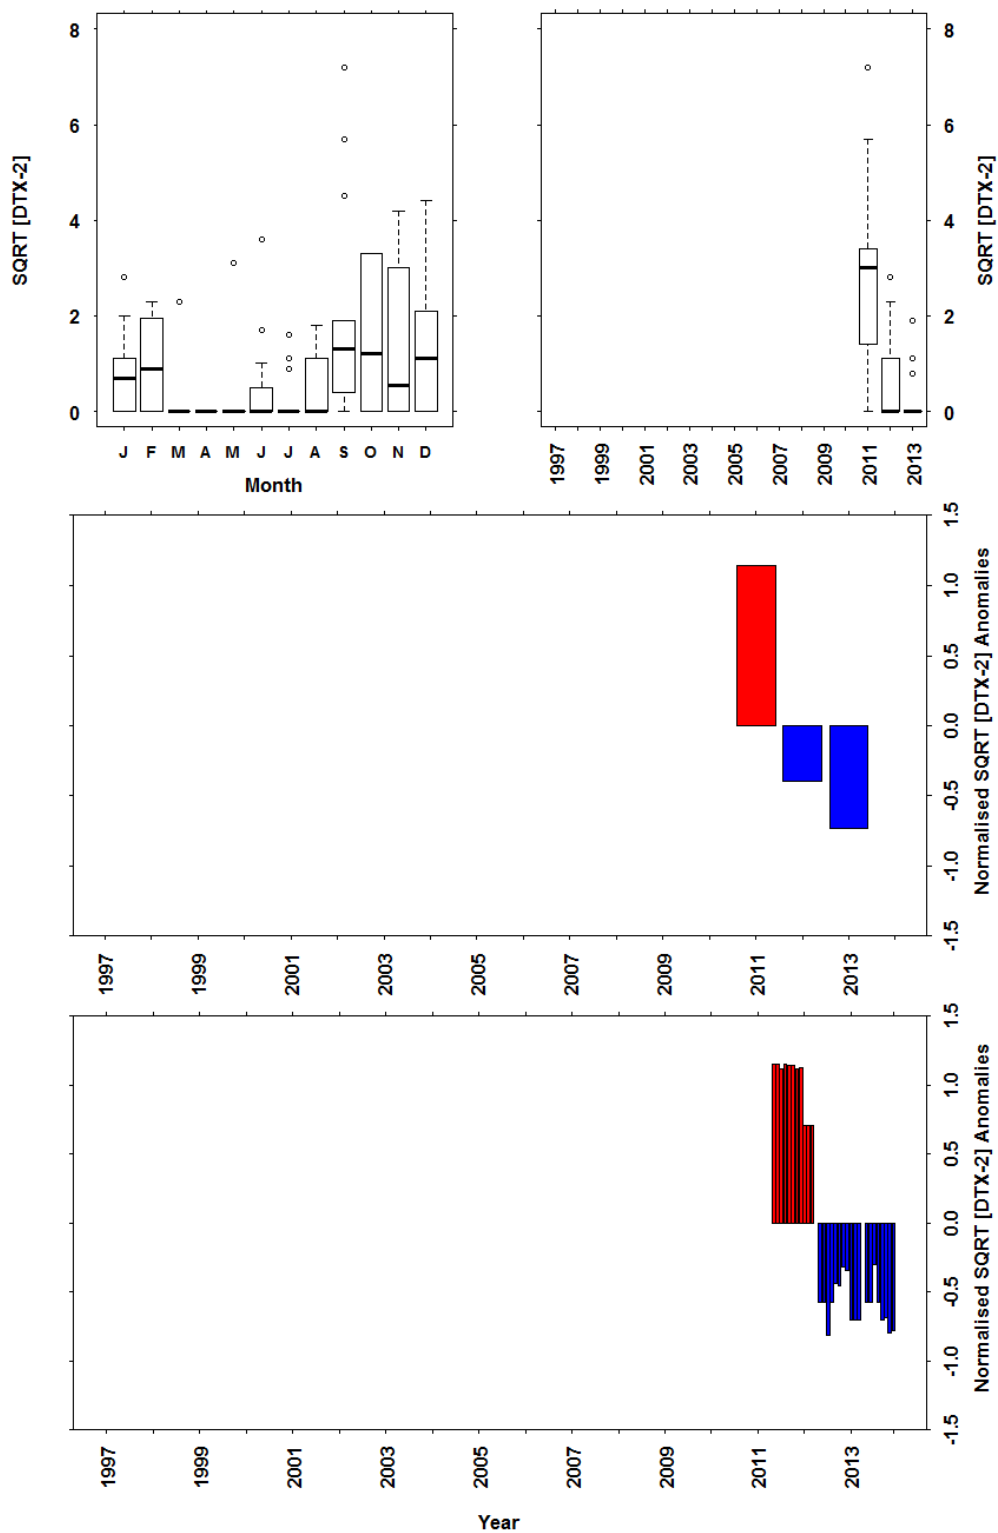 8
6
4
2
0
SQRT [DTX-2]
J F M A M J J A S O N D
Month
8
6
4
2
0
SQRT [DTX-2]
1997 1999 2001 2003 2005 2007 2009 2011 2013
1.5
1.0
0.5
0.0
-0.5
-1.0
-1.5
Normalised SQRT [DTX-2] Anomalies
1997 1999 2001 2003 2005 2007 2009 2011 2013
1.5
1.0
0.5
0.0
-0.5
-1.0
-1.5
Normalised SQRT [DTX-2] Anomalies
1997 1999 2001 2003 2005 2007 2009 2011 2013
Year